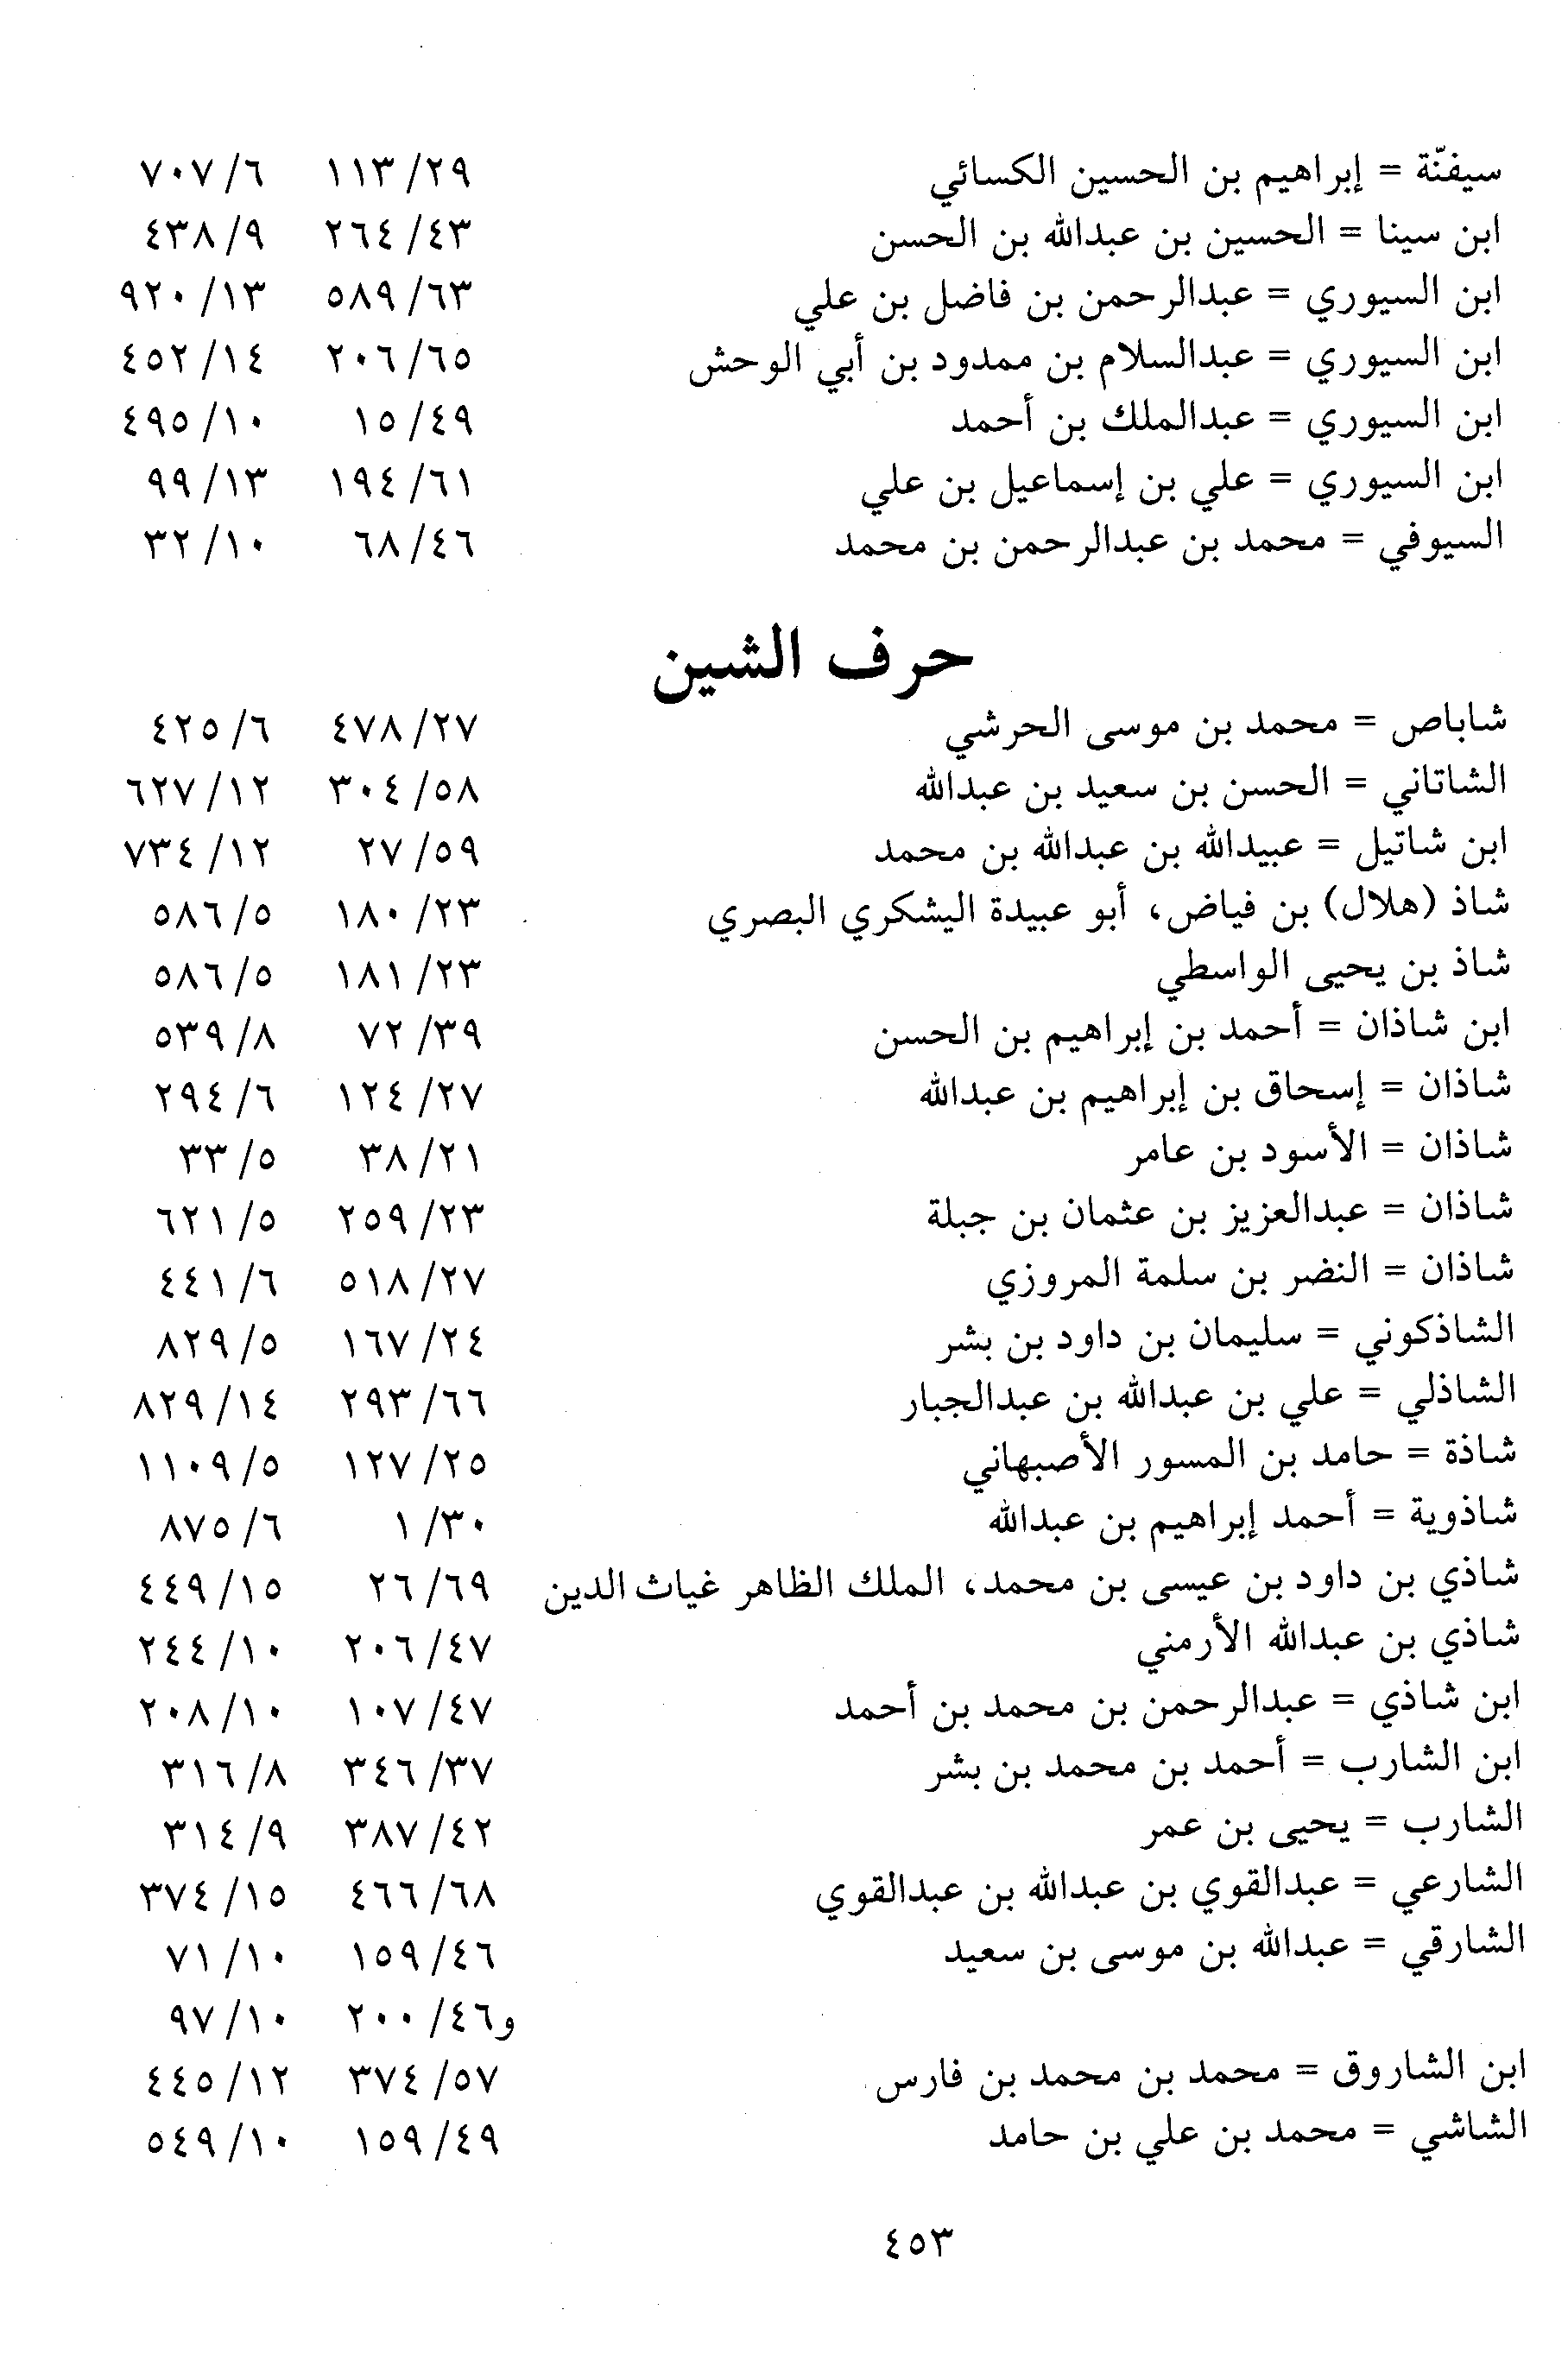 سيفنّة = إبراهيم بن الحسين الكسائي ٢٩/ ١١٣ ٦/ ٧٠٧
ابن سينا = الحسين بن عبدالله بن الحسن ٤٣/ ٢٦٤ ٩/ ٤٣٨
ابن السيوري = عبدالرحمن بن فاضل بن علي ٦٣/ ٥٨٩ ١٣/ ٩٢٠
ابن السيوري = عبدالسلام بن ممدود بن أبي الوحش ٦٥/ ٢٠٦ ١٤/ ٤٥٢
ابن السيوري = عبدالملك بن أحمد ٤٩/ ١٥ ١٠/ ٤٩٥
ابن السيوري = علي بن إسماعيل بن علي ٦١/ ١٩٤ ١٣/ ٩٩
السيوفي = محمد بن عبدالرحمن بن محمد ٤٦/ ٦٨ ١٠/ ٣٢
حرف الشين
شاباص = محمد بن موسى الحرشي ٢٧/ ٤٧٨ ٦/ ٤٢٥
الشاتاني = الحسن بن سعيد بن عبدالله ٥٨/ ٣٠٤ ١٢/ ٦٢٧
ابن شاتيل = عبيدالله بن عبدالله بن محمد ٥٩/ ٢٧ ١٢/ ٧٣٤
شاذ (هلال) بن فياض، أبو عبيدة اليشكري البصري ٢٣/ ١٨٠ ٥/ ٥٨٦
شاذ بن يحيى الواسطي ٢٣/ ١٨١ ٥/ ٥٨٦
ابن شاذان = أحمد بن إبراهيم بن الحسن ٣٩/ ٧٢ ٨/ ٥٣٩
شاذان = إسحاق بن إبراهيم بن عبدالله ٢٧/ ١٢٤ ٦/ ٢٩٤
شاذان = الأسود بن عامر ٢١/ ٣٨ ٥/ ٣٣
شاذان = عبدالعزيز بن عثمان بن جبلة ٢٣/ ٢٥٩ ٥/ ٦٢١
شاذان = النضر بن سلمة المروزي ٢٧/ ٥١٨ ٦/ ٤٤١
الشاذكوني = سليمان بن داود بن بشر ٢٤/ ١٦٧ ٥/ ٨٢٩
الشاذلي = علي بن عبدالله بن عبدالجبار ٦٦/ ٢٩٣ ١٤/ ٨٢٩
شاذة = حامد بن المسور الأصبهاني ٢٥/ ١٢٧ ٥/ ١١٠٩
شاذوية = أحمد إبراهيم بن عبدالله ٣٠/ ١ ٦/ ٨٧٥
شاذي بن داود بن عيسى بن محمد، الملك الظاهر غياث الدين ٦٩/ ٢٦ ١٥/ ٤٤٩
شاذي بن عبدالله الأرمني ٤٧/ ٢٠٦ ١٠/ ٢٤٤
ابن شاذي = عبدالرحمن بن محمد بن أحمد ٤٧/ ١٠٧ ١٠/ ٢٠٨
ابن الشارب = أحمد بن محمد بن بشر ٣٧/ ٣٤٦ ٨/ ٣١٦
الشارب = يحيى بن عمر ٤٢/ ٣٨٧ ٩/ ٣١٤
الشارعي = عبدالقوي بن عبدالله بن عبدالقوي ٦٨/ ٤٦٦ ١٥/ ٣٧٤
الشارقي = عبدالله بن موسى بن سعيد ٤٦/ ١٥٩ ١٠/ ٧١
و٤٦/ ٢٠٠ ١٠/ ٩٧
ابن الشاروق = محمد بن محمد بن فارس ٥٧/ ٣٧٤ ١٢/ ٤٤٥
الشاشي = محمد بن علي بن حامد ٤٩/ ١٥٩ ١٠/ ٥٤٩
٤٥٣